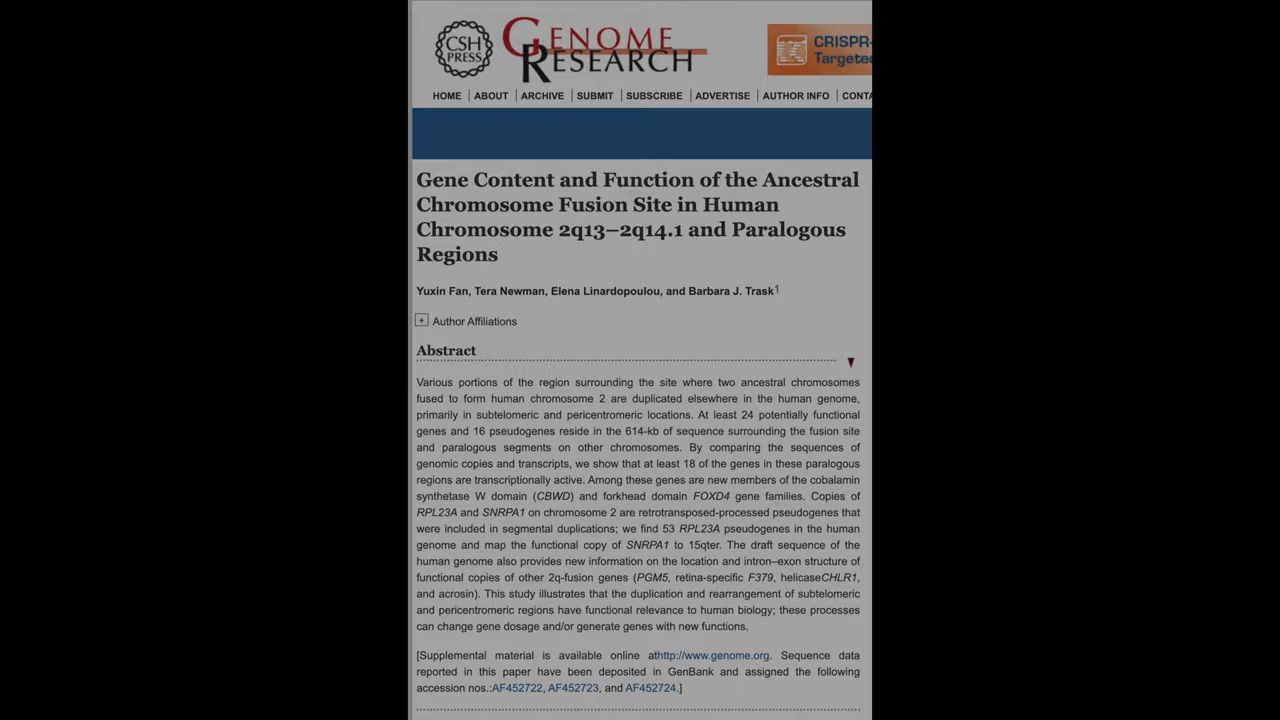 CSH
PRESS
GENOME
RESEARCH
CRISPR-
Targeted
HOME ABOUT ARCHIVE SUBMIT SUBSCRIBE ADVERTISE AUTHOR INFO CONTA
Gene Content and Function of the Ancestral
Chromosome Fusion Site in Human
Chromosome 2q13–2q14.1 and Paralogous
Regions
Yuxin Fan, Tera Newman, Elena Linardopoulou, and Barbara J. Trask1
+ Author Affiliations
Abstract
Various portions of the region surrounding the site where two ancestral chromosomes
fused to form human chromosome 2 are duplicated elsewhere in the human genome,
primarily in subtelomeric and pericentromeric locations. At least 24 potentially functional
genes and 16 pseudogenes reside in the 614-kb of sequence surrounding the fusion site
and paralogous segments on other chromosomes. By comparing the sequences of
genomic copies and transcripts, we show that at least 18 of the genes in these paralogous
regions are transcriptionally active. Among these genes are new members of the cobalamin
synthetase W domain (CBWD) and forkhead domain FOXD4 gene families. Copies of
RPL23A and SNRPA1 on chromosome 2 are retrotransposed-processed pseudogenes that
were included in segmental duplications; we find 53 RPL23A pseudogenes in the human
genome and map the functional copy of SNRPA1 to 15qter. The draft sequence of the
human genome also provides new information on the location and intron–exon structure of
functional copies of other 2q-fusion genes (PGM5, retina-specific F379, helicaseCHLR1,
and acrosin). This study illustrates that the duplication and rearrangement of subtelomeric
and pericentromeric regions have functional relevance to human biology; these processes
can change gene dosage and/or generate genes with new functions.
[Supplemental material is available online athttp://www.genome.org. Sequence data
reported in this paper have been deposited in GenBank and assigned the following
accession nos.:AF452722, AF452723, and AF452724.]